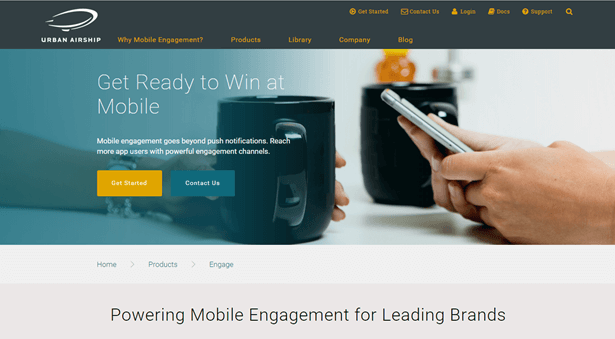 Get Started Contact Us Login Docs Support
URBAN AIRSHIP
Why Mobile Engagement? Products Library Company Blog
Get Ready to Win at
Mobile
Mobile engagement goes beyond push notifications. Reach
more app users with powerful engagement channels.
Get Started Contact Us
Home Products Engage
Powering Mobile Engagement for Leading Brands